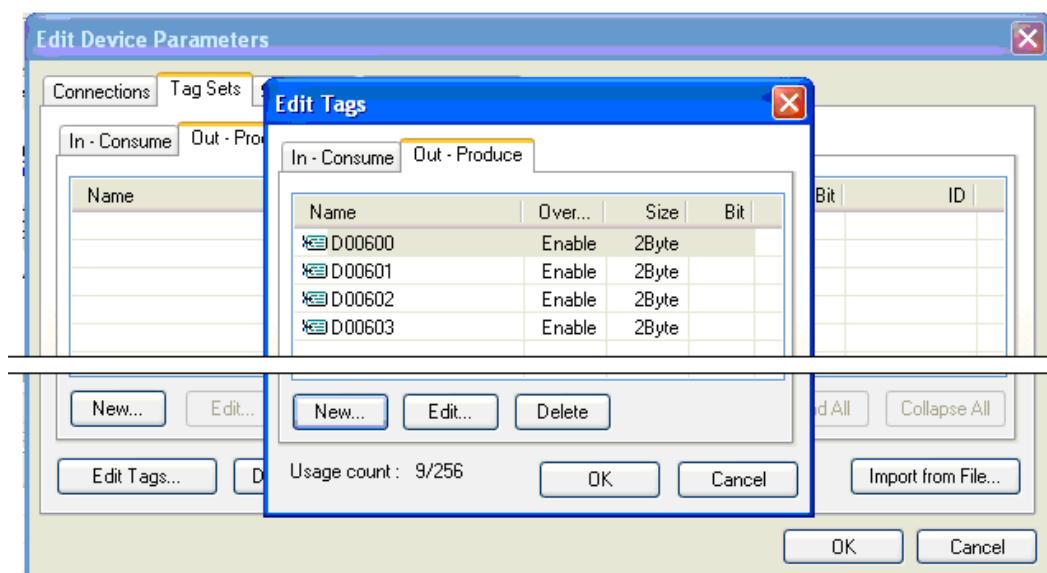 Edit Device Parameters
Connections Tag Sets
In - Consume Out - Prod
Name Bit ID
Edit Tags
In - Consume Out - Produce
Name Over... Size Bit
D00600 Enable 2Byte
D00601 Enable 2Byte
D00602 Enable 2Byte
D00603 Enable 2Byte
New... Edit...
New... Edit... Delete
d All Collapse All
Usage count : 9/256
OK Cancel
Edit Tags... D
Import from File...
OK Cancel